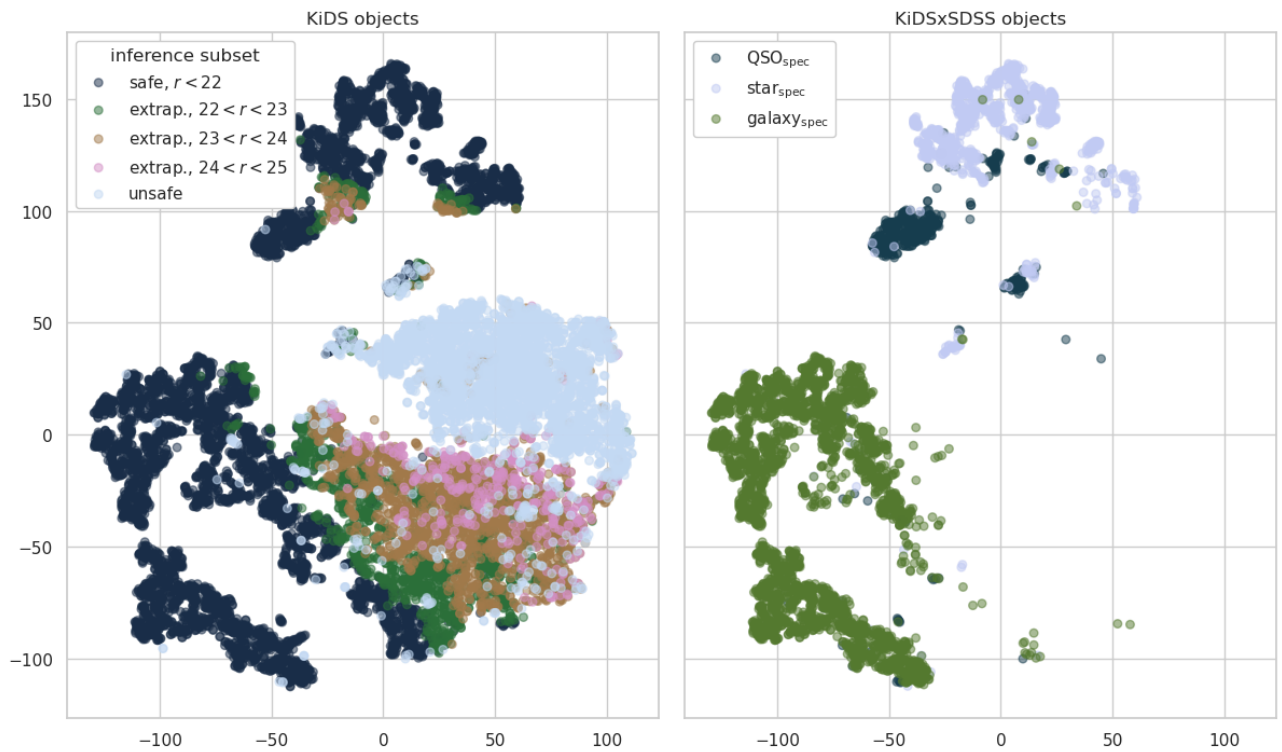 KiDS objects
inference subset
safe, r < 22
extrap., 22 < r < 23
extrap., 23 < r < 24
extrap., 24 < r < 25
unsafe
150
100
50
0
−50
−100
−100
−50
0
50
100
KiDSxSDSS objects
QSOspec
starspec
galaxyspec
−100
−50
0
50
100